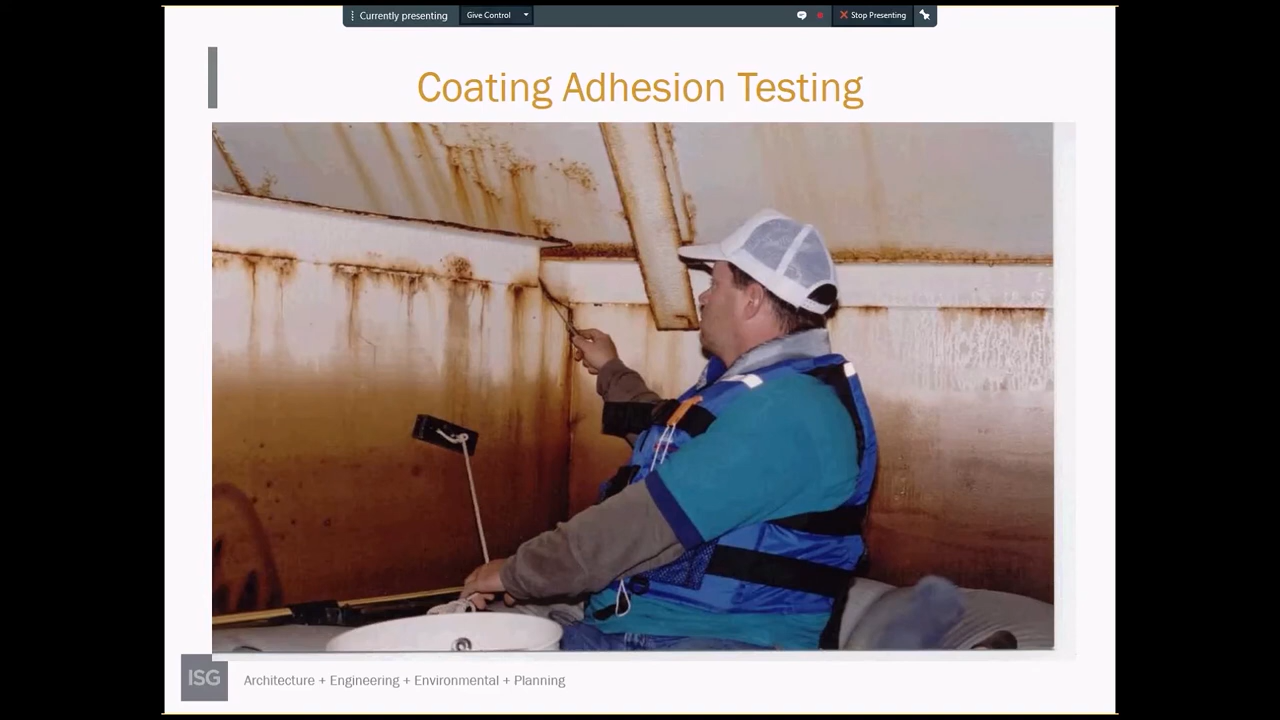 Currently presenting
Give Control
Stop Presenting
Coating Adhesion Testing
ISG
Architecture + Engineering + Environmental + Planning